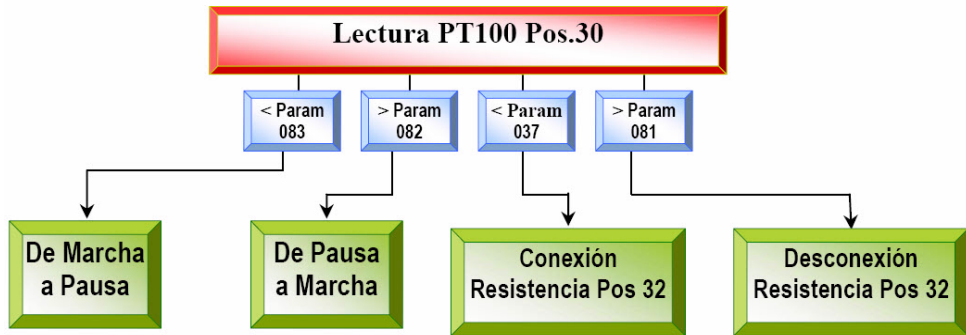 Lectura PT100 Pos.30
< Param
083
> Param
082
< Param
037
> Param
081
De Marcha
a Pausa
De Pausa
a Marcha
Conexión
Resistencia Pos 32
Desconexión
Resistencia Pos 32